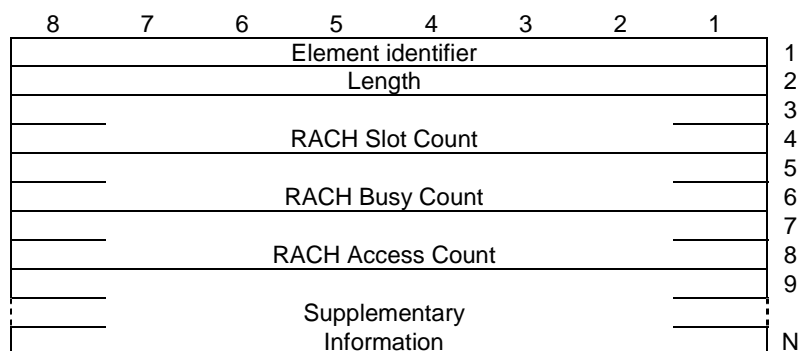 8 7 6 5 4 3 2 1
Element identifier 1
Length 2
3
RACH Slot Count 4
5
RACH Busy Count 6
7
RACH Access Count 8
9
Supplementary
Information N